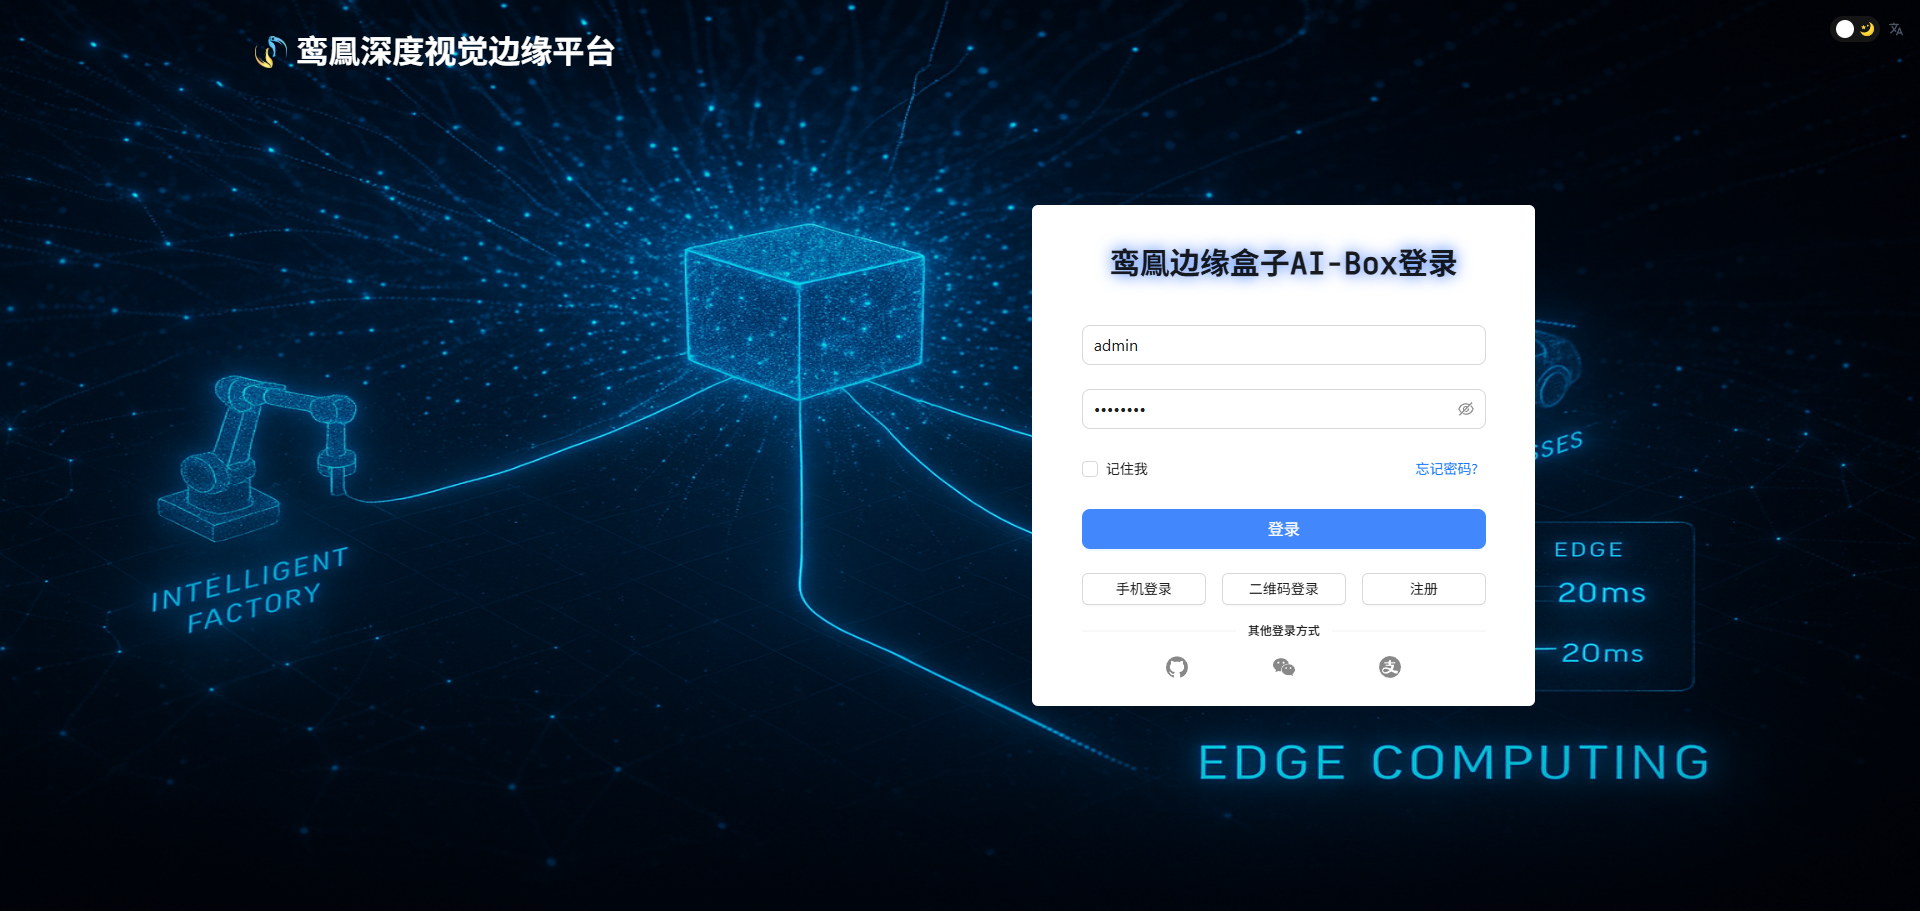 鸾凰深度视觉边缘平台
鸾凰边缘盒子AI-Box登录
admin
••••••••
记住我
忘记密码?
登录
手机登录
二维码登录
注册
其他登录方式
INTELLIGENT
FACTORY
SSES
EDGE
20ms
20ms
EDGE COMPUTING